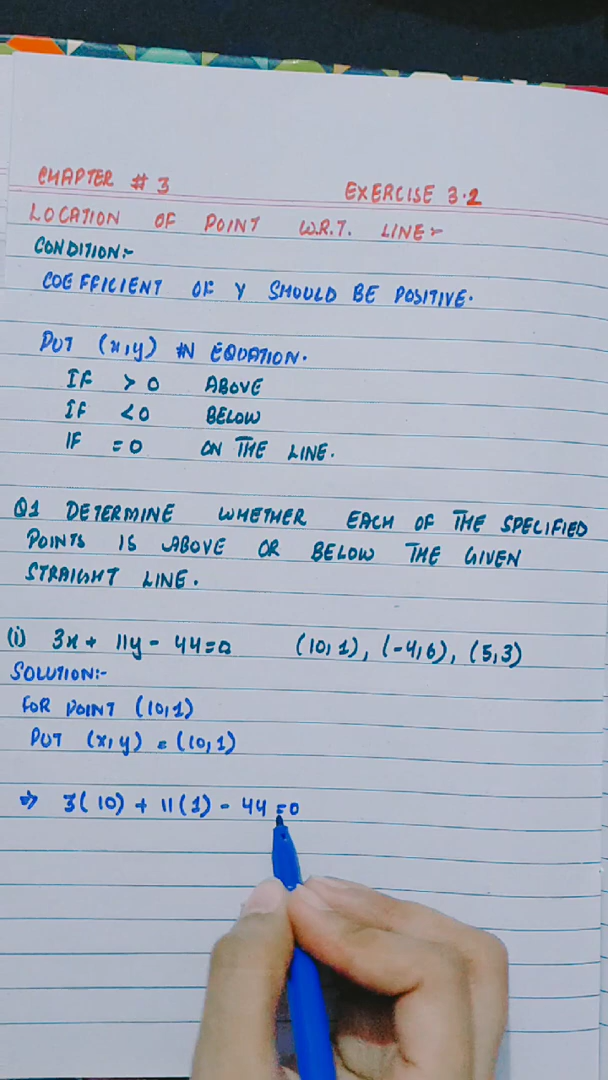 CHAPTER # 3 EXERCISE 3.2
LOCATION OF POINT W.R.T. LINE:-
CONDITION:-
COEFFICIENT OF Y SHOULD BE POSITIVE.
PUT (x,y) IN EQUATION.
IF > 0 ABOVE
IF < 0 BELOW
IF = 0 ON THE LINE.
Q1 DETERMINE WHETHER EACH OF THE SPECIFIED
POINTS IS ABOVE OR BELOW THE GIVEN
STRAIGHT LINE.
(i) 3x + 11y - 44 = 0 (10,1), (-4,6), (5,3)
SOLUTION:-
FOR POINT (10,1)
PUT (x,y) = (10,1)
⇒ 3(10) + 11(1) - 44 = 0